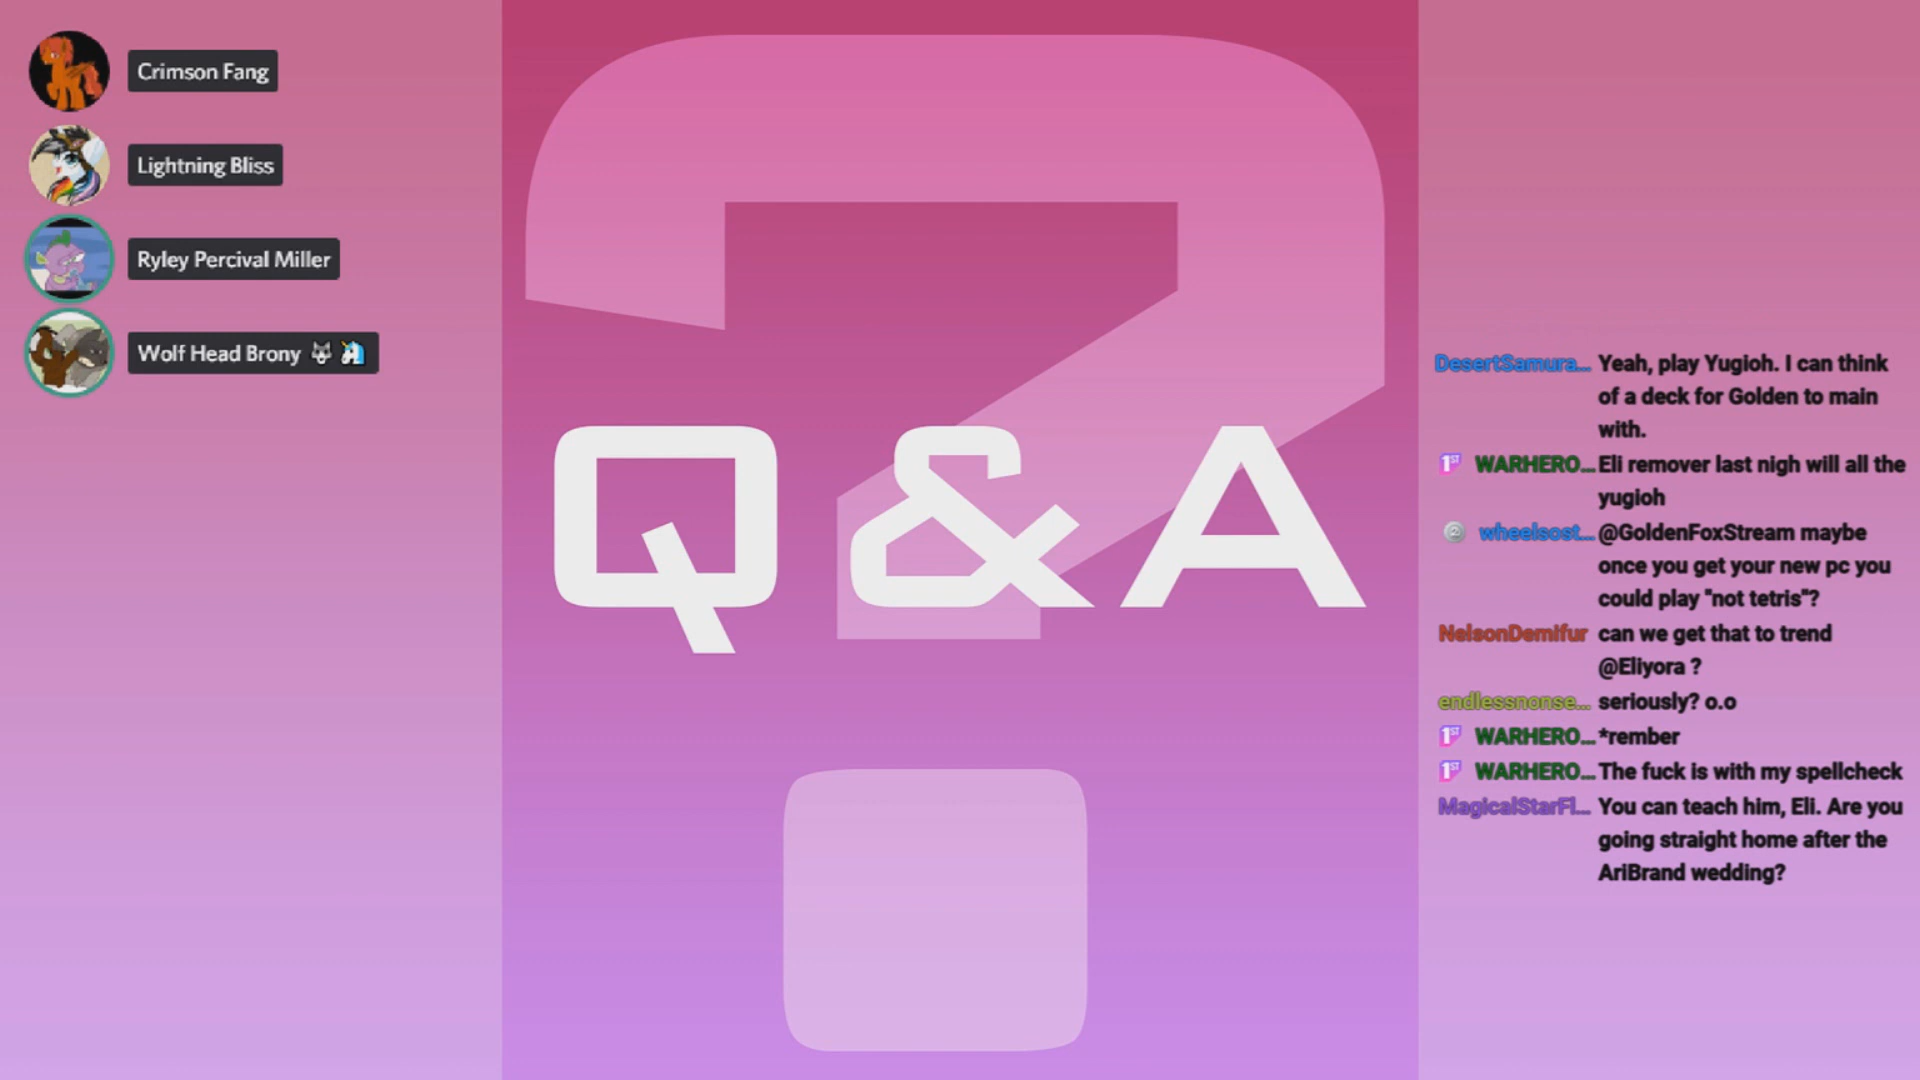 Crimson Fang
Lightning Bliss
Ryley Percival Miller
Wolf Head Brony
Q & A
DesertSamura... Yeah, play Yugioh. I can think
of a deck for Golden to main
with.
1ST WARHERO... Eli remover last nigh will all the
yugioh
2 wheelsost... @GoldenFoxStream maybe
once you get your new pc you
could play "not tetris"?
NelsonDemifur can we get that to trend
@Eliyora ?
endlessnonse... seriously? o.o
1ST WARHERO... *rember
1ST WARHERO... The fuck is with my spellcheck
MagicalStarFl... You can teach him, Eli. Are you
going straight home after the
AriBrand wedding?